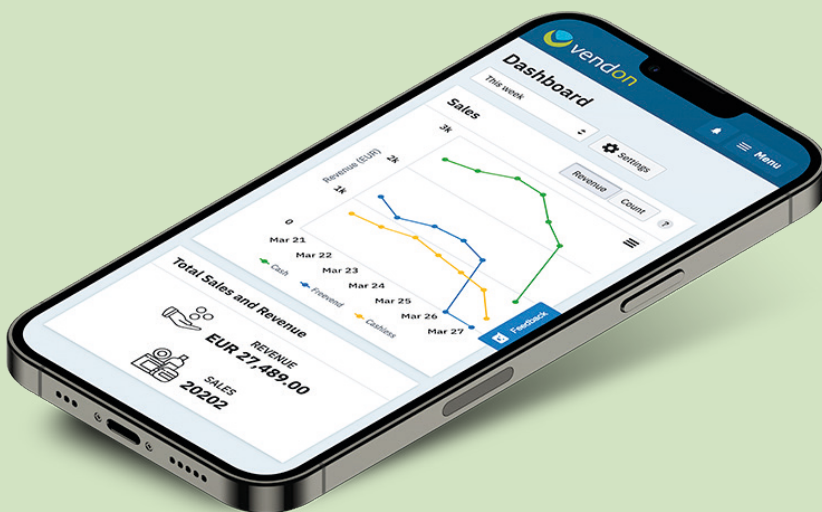 vendon
Menu
Dashboard
This week
Settings
Sales
Revenue
Count
?
3k
2k
1k
0
Revenue (EUR)
Mar 21
Mar 22
Mar 23
Mar 24
Mar 25
Mar 26
Mar 27
Cash
Freevend
Cashless
Feedback
Total Sales and Revenue
REVENUE
EUR 27,489.00
SALES
20202